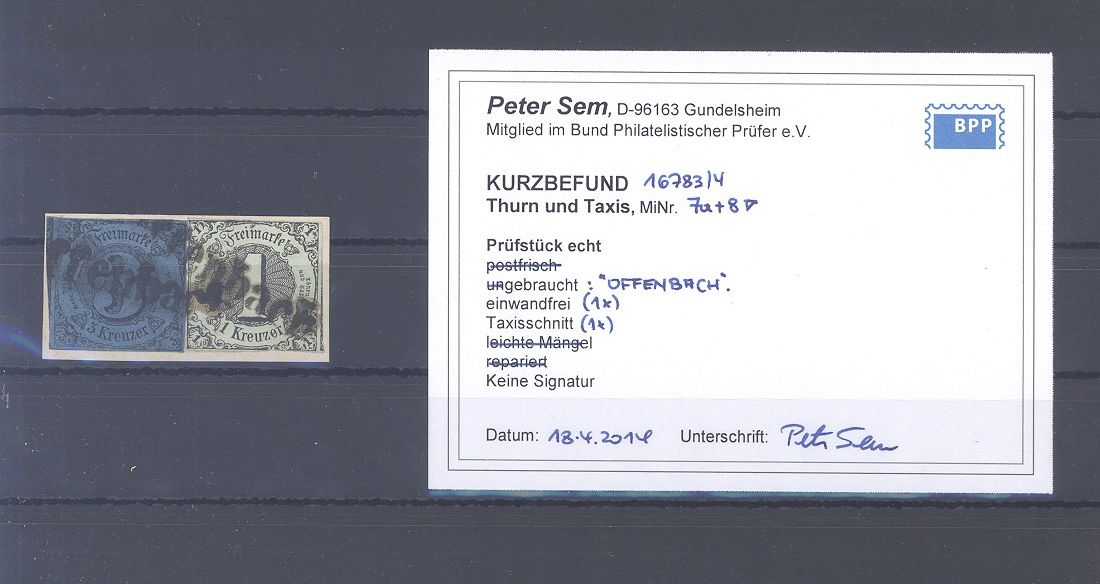 Freimarke
3 Kreuzer
Freimarke
1
1 Kreuzer
Peter Sem, D-96163 Gundelsheim
Mitglied im Bund Philatelistischer Prüfer e.V.
BPP
KURZBEFUND 16783/4
Thurn und Taxis, MiNr. 7a+8
Prüfstück echt
postfrisch
ungebraucht : "OFFENBACH".
einwandfrei (1x)
Taxisschnitt (1x)
leichte Mängel
repariert
Keine Signatur
Datum: 18.4.2014 Unterschrift: Peter Sem